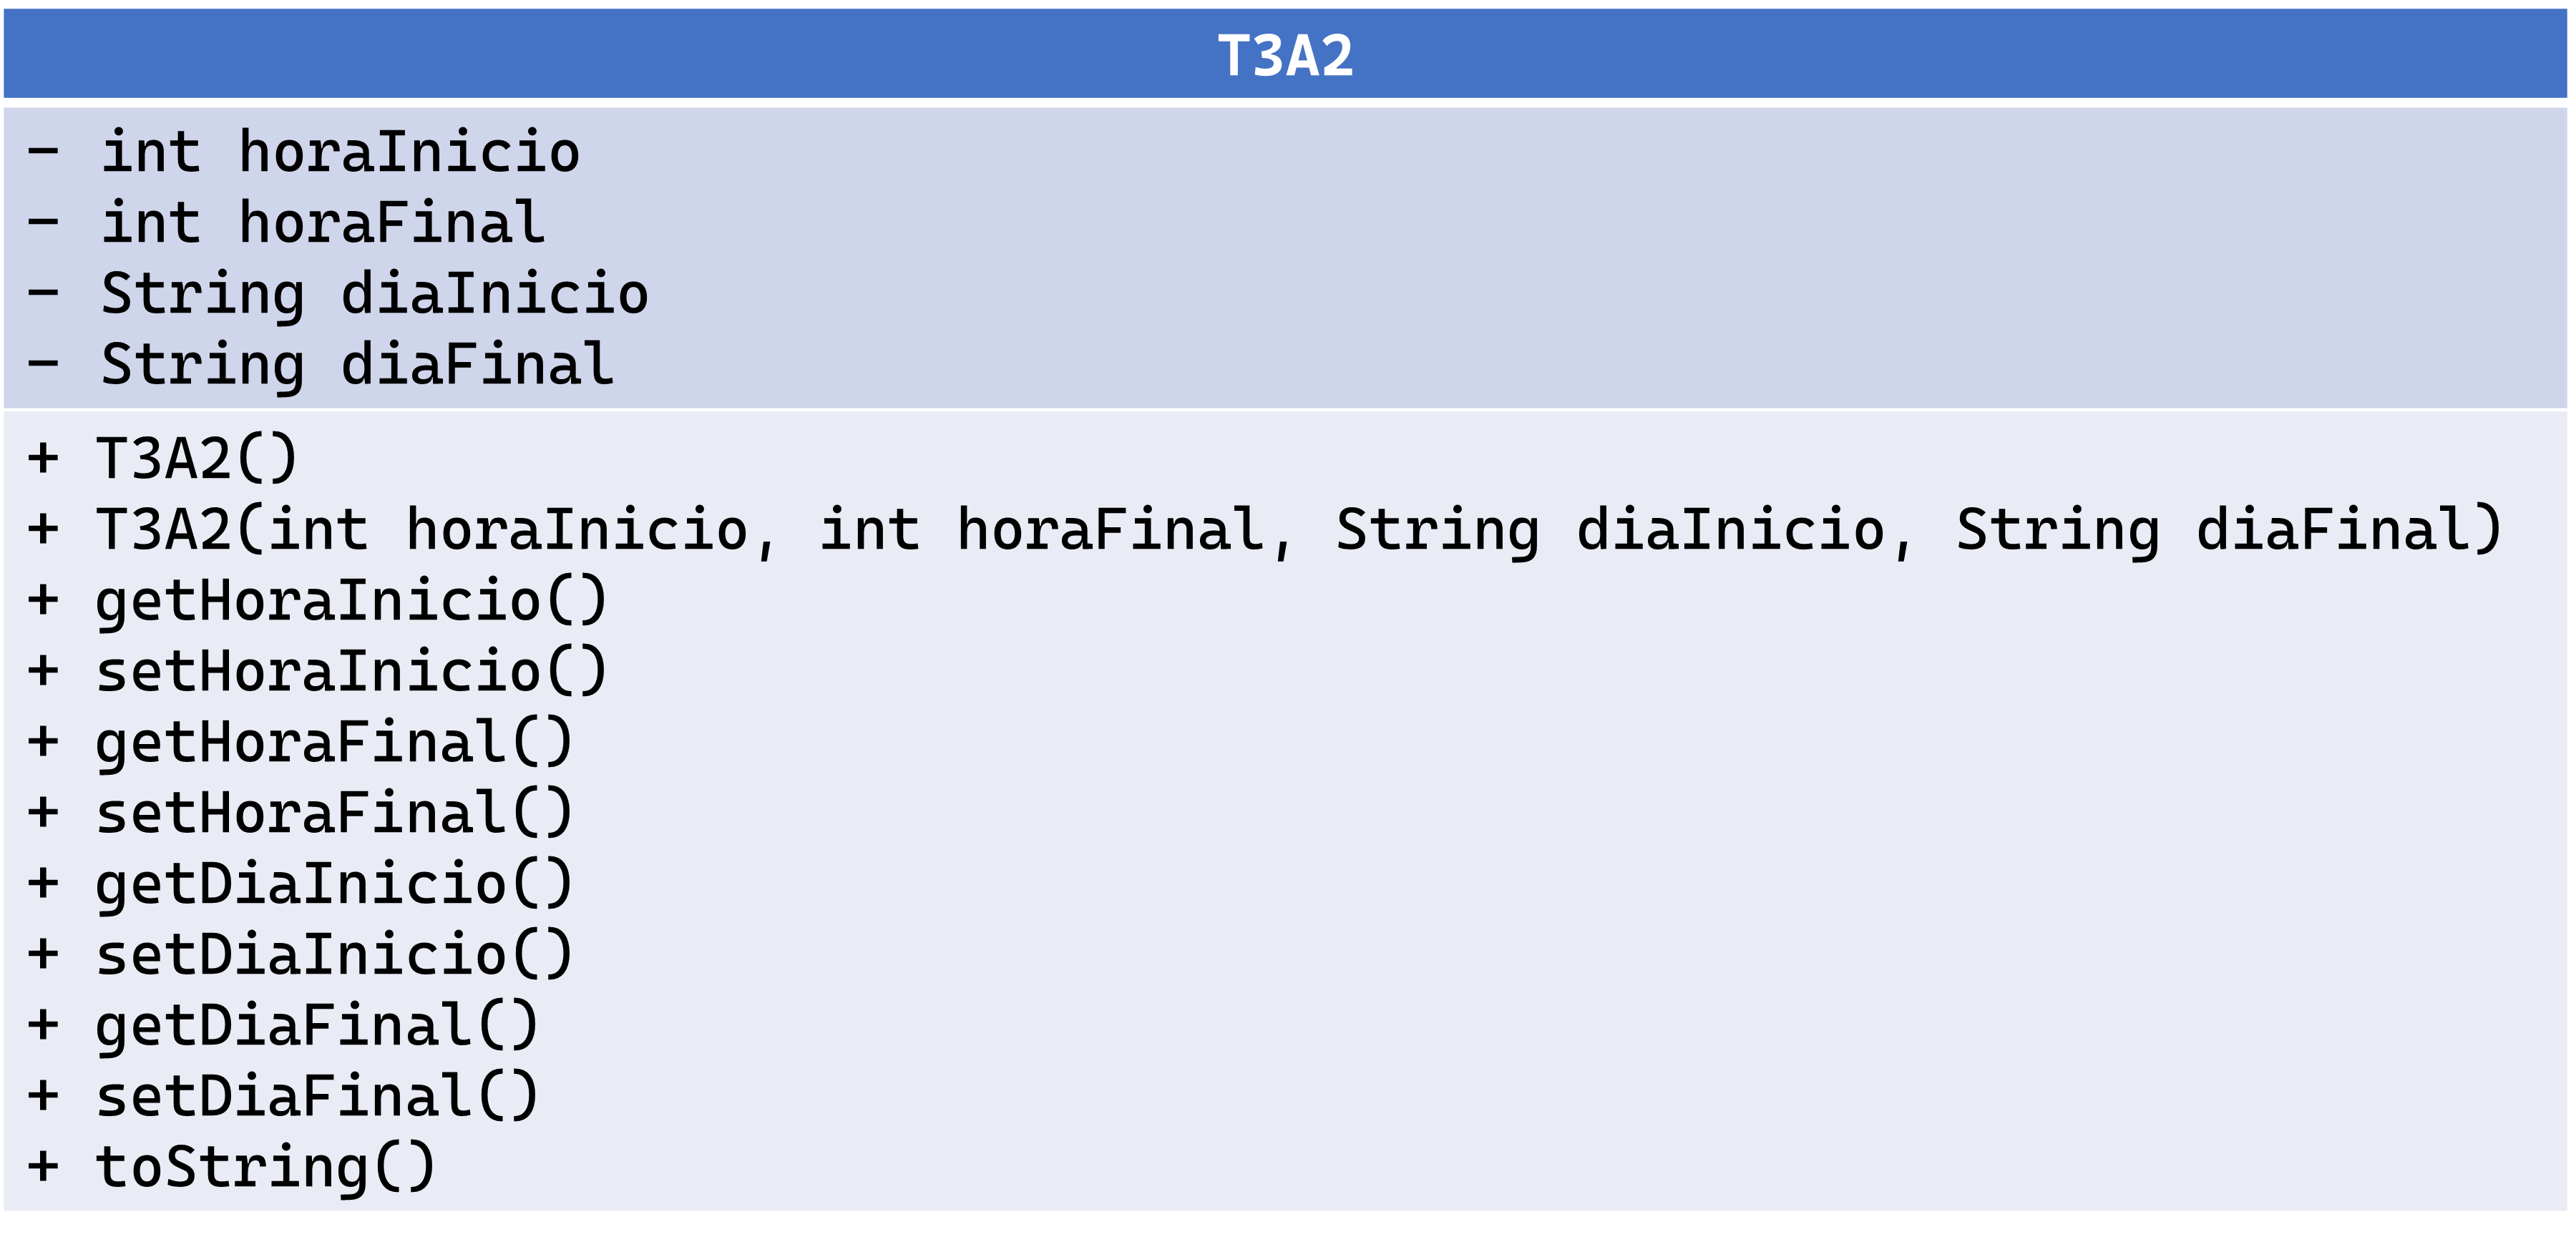 T3A2
− int horaInicio
− int horaFinal
− String diaInicio
− String diaFinal
+ T3A2()
+ T3A2(int horaInicio, int horaFinal, String diaInicio, String diaFinal)
+ getHoraInicio()
+ setHoraInicio()
+ getHoraFinal()
+ setHoraFinal()
+ getDiaInicio()
+ setDiaInicio()
+ getDiaFinal()
+ setDiaFinal()
+ toString()